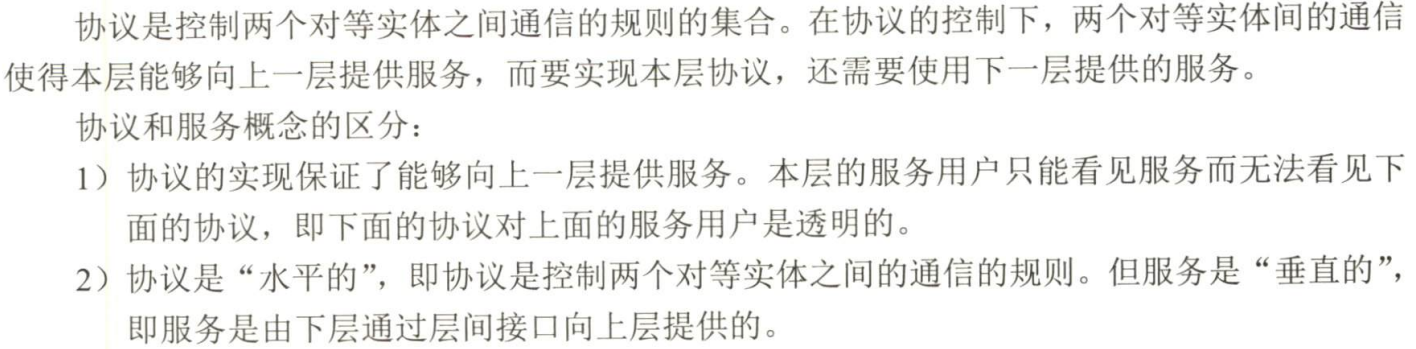 协议是控制两个对等实体之间通信的规则的集合。在协议的控制下，两个对等实体间的通信
使得本层能够向上一层提供服务，而要实现本层协议，还需要使用下一层提供的服务。
协议和服务概念的区分：
1）协议的实现保证了能够向上一层提供服务。本层的服务用户只能看见服务而无法看见下
面的协议，即下面的协议对上面的服务用户是透明的。
2）协议是“水平的”，即协议是控制两个对等实体之间的通信的规则。但服务是“垂直的”，
即服务是由下层通过层间接口向上层提供的。